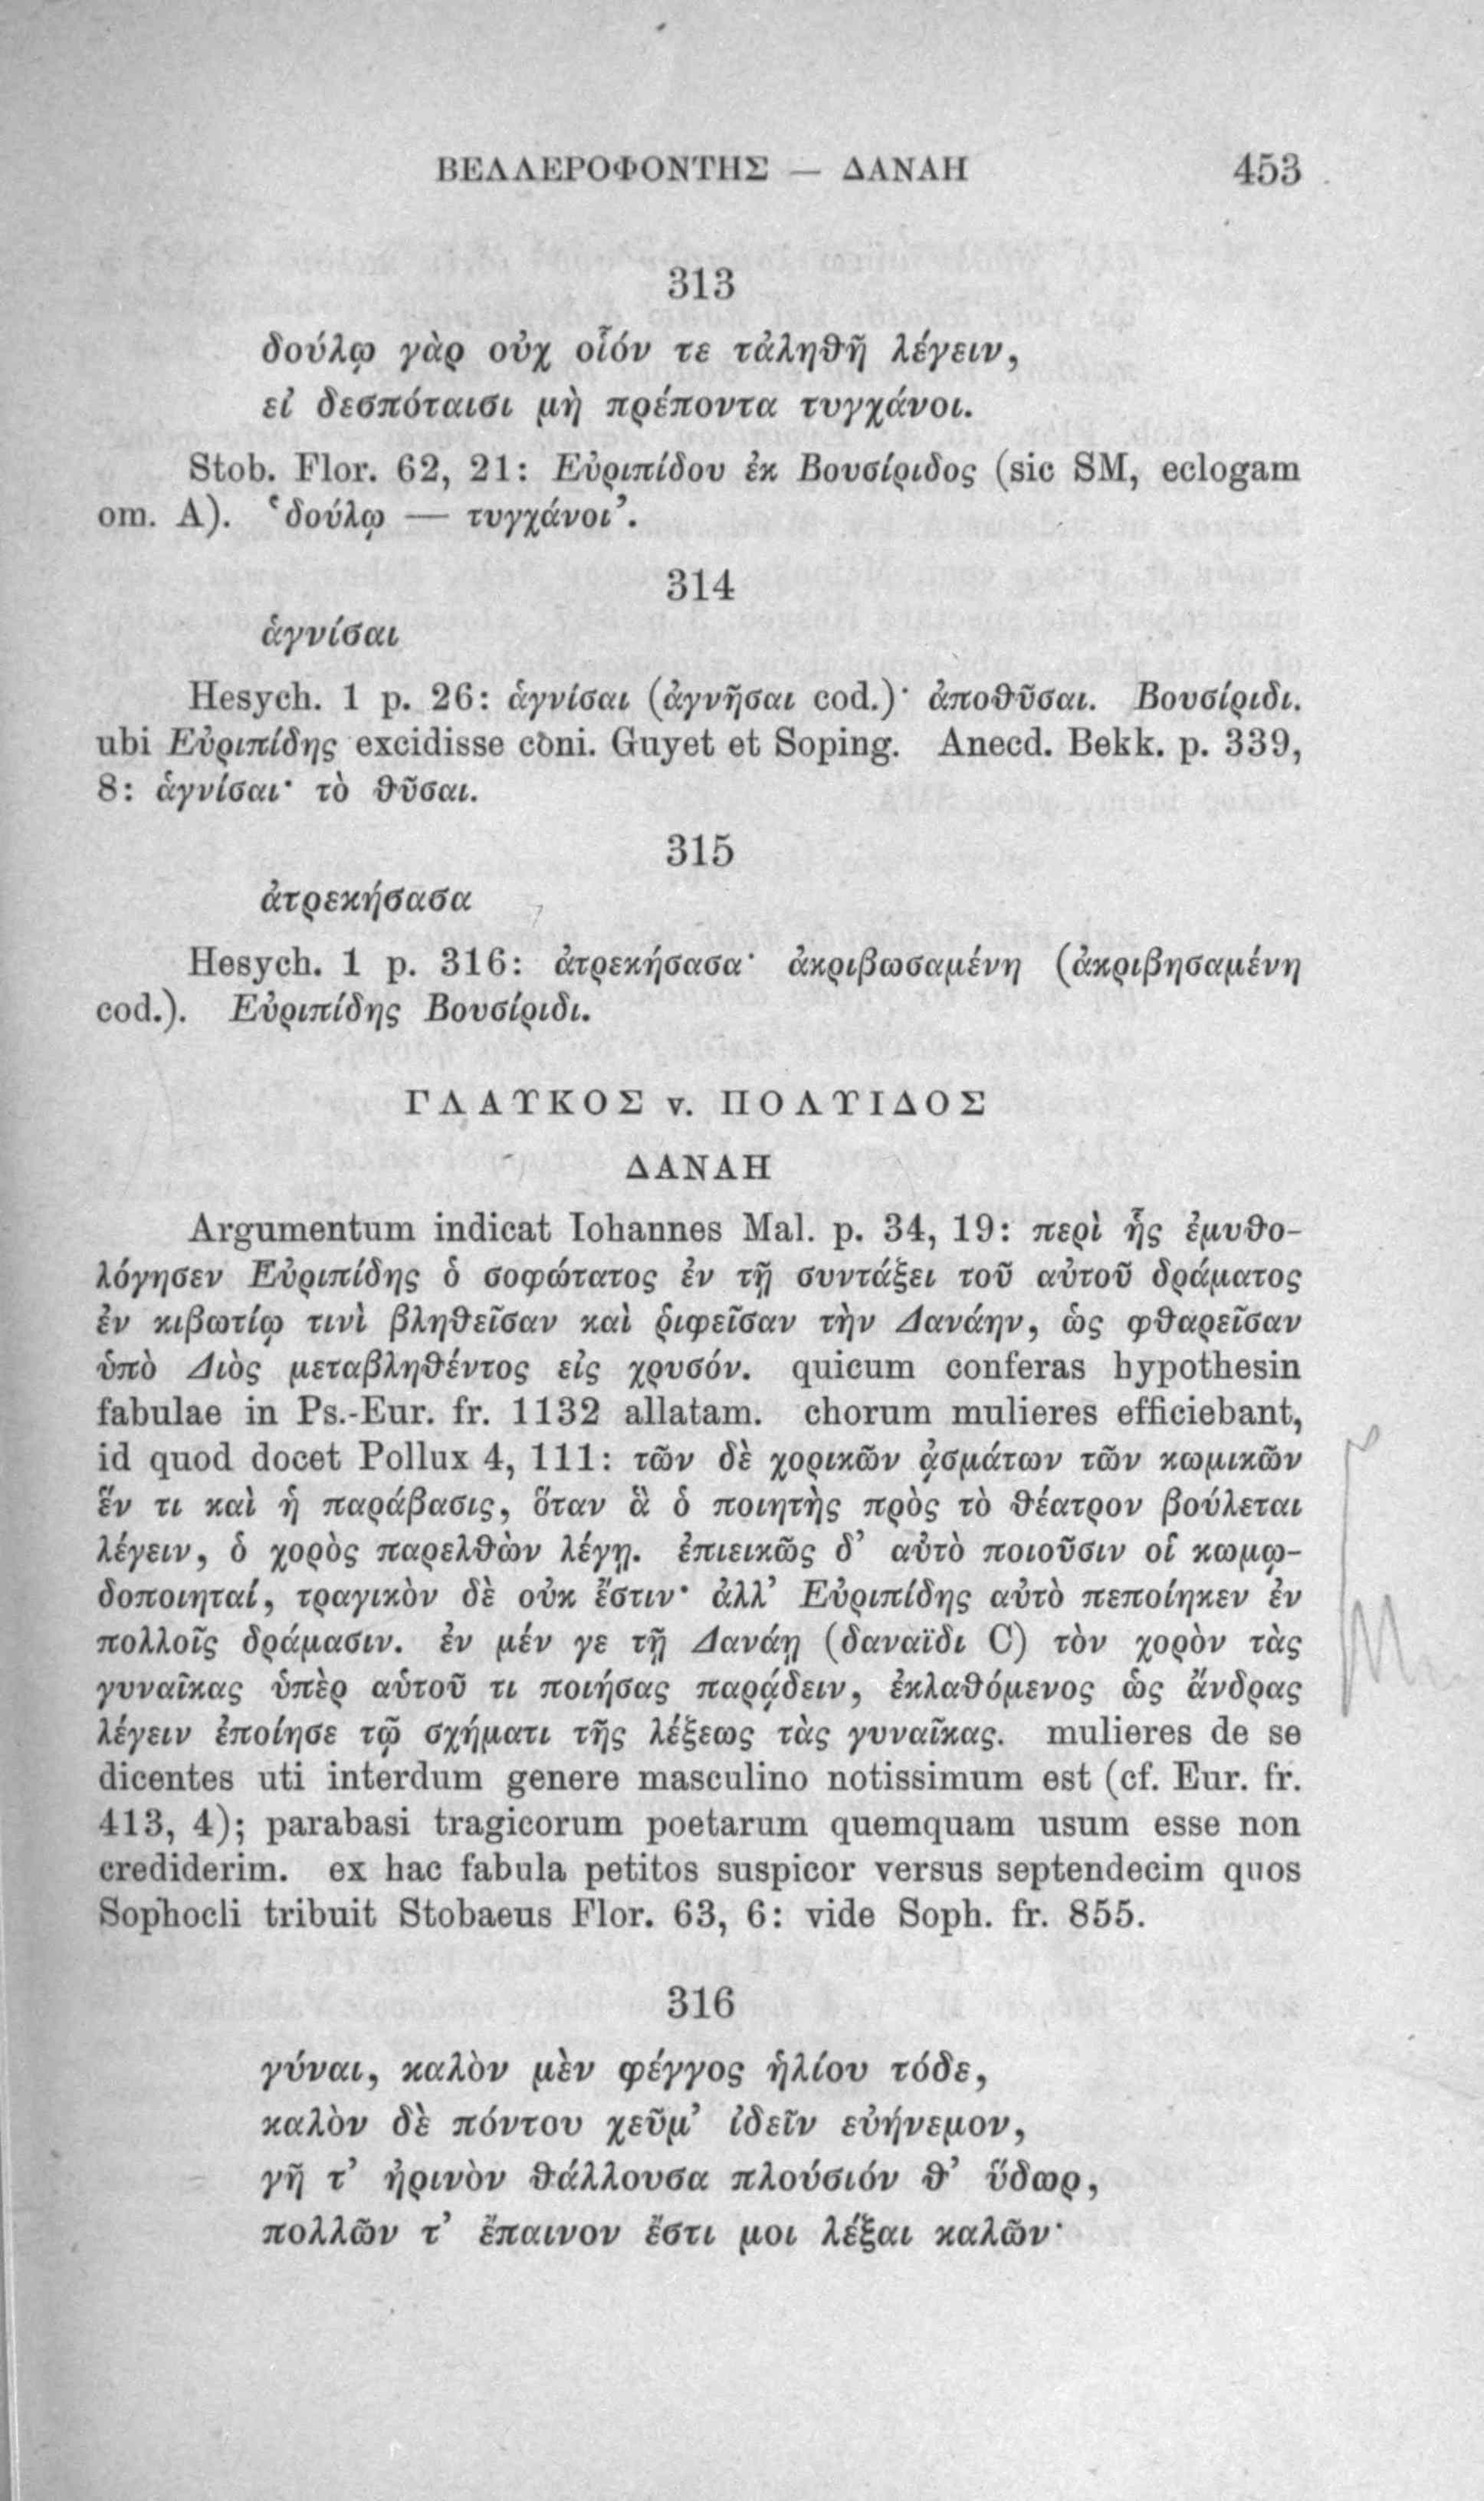 ΒΕΛΛΕΡΟΦΟΝΤΗΣ — ΔΑΝΑΗ 453
313
δούλῳ γὰρ οὐχ οἷόν τε τἀληθῆ λέγειν,
εἰ δεσπόταισι μὴ πρέποντα τυγχάνοι.
Stob. Flor. 62, 21: Εὐριπίδου ἐκ Βουσίριδος (sic SM, eclogam
om. A). ‛δούλῳ — τυγχάνοι’.
314
ἁγνίσαι
Hesych. 1 p. 26: ἁγνίσαι (ἁγνῆσαι cod.)· ἀποθῦσαι. Βουσίριδι.
ubi Εὐριπίδης excidisse coni. Guyet et Soping. Anecd. Bekk. p. 339,
8: ἁγνίσαι· τὸ θῦσαι.
315
ἀτρεκήσασα
Hesych. 1 p. 316: ἀτρεκήσασα· ἀκριβωσαμένη (ἀκριβησαμένη
cod.). Εὐριπίδης Βουσίριδι.
ΓΛΑΥΚΟΣ v. ΠΟΛΥΙΔΟΣ
ΔΑΝΑΗ
Argumentum indicat Iohannes Mal. p. 34, 19: περὶ ἧς ἐμυθο-
λόγησεν Εὐριπίδης ὁ σοφώτατος ἐν τῇ συντάξει τοῦ αὐτοῦ δράματος
ἐν κιβωτίῳ τινὶ βληθεῖσαν καὶ ῥιφεῖσαν τὴν Δανάην, ὡς φθαρεῖσαν
ὑπὸ Διὸς μεταβληθέντος εἰς χρυσόν. quicum conferas hypothesin
fabulae in Ps.-Eur. fr. 1132 allatam. chorum mulieres efficiebant,
id quod docet Pollux 4, 111: τῶν δὲ χορικῶν ᾀσμάτων τῶν κωμικῶν
ἕν τι καὶ ἡ παράβασις, ὅταν ἃ ὁ ποιητὴς πρὸς τὸ θέατρον βούλεται
λέγειν, ὁ χορὸς παρελθὼν λέγῃ. ἐπιεικῶς δ’ αὐτὸ ποιοῦσιν οἱ κωμῳ-
δοποιηταί, τραγικὸν δὲ οὐκ ἔστιν· ἀλλ’ Εὐριπίδης αὐτὸ πεποίηκεν ἐν
πολλοῖς δράμασιν. ἐν μέν γε τῇ Δανάῃ (δαναΐδι C) τὸν χορὸν τὰς
γυναῖκας ὑπὲρ αὑτοῦ τι ποιήσας παρᾴδειν, ἐκλαθόμενος ὡς ἄνδρας
λέγειν ἐποίησε τῷ σχήματι τῆς λέξεως τὰς γυναῖκας. mulieres de se
dicentes uti interdum genere masculino notissimum est (cf. Eur. fr.
413, 4); parabasi tragicorum poetarum quemquam usum esse non
crediderim. ex hac fabula petitos suspicor versus septendecim quos
Sophocli tribuit Stobaeus Flor. 63, 6: vide Soph. fr. 855.
316
γύναι, καλὸν μὲν φέγγος ἡλίου τόδε,
καλὸν δὲ πόντου χεῦμ’ ἰδεῖν εὐήνεμον,
γῆ τ’ ἠρινὸν θάλλουσα πλούσιόν θ’ ὕδωρ,
πολλῶν τ’ ἔπαινον ἔστι μοι λέξαι καλῶν·